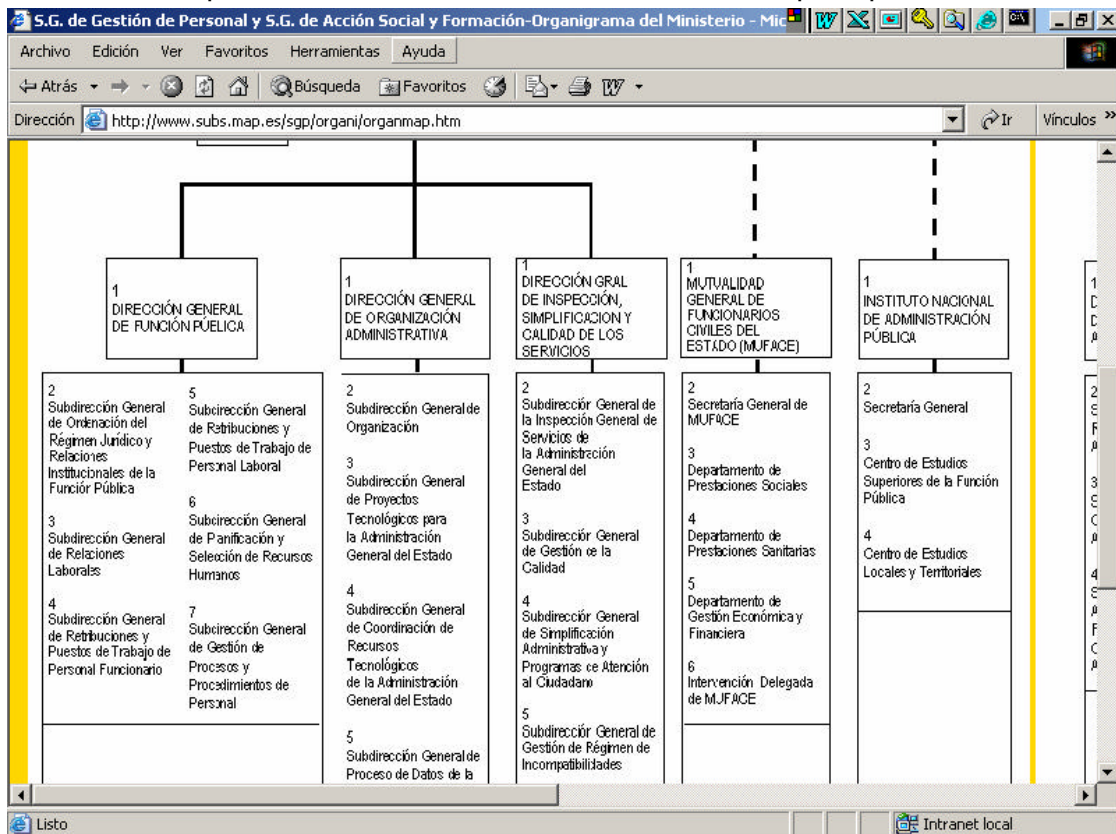 S.G. de Gestión de Personal y S.G. de Acción Social y Formación-Organigrama del Ministerio - Mic
Archivo Edición Ver Favoritos Herramientas Ayuda
Atrás Búsqueda Favoritos
Dirección http://www.subs.map.es/sgp/organi/organmap.htm Ir Vínculos »
1
DIRECCIÓN GENERAL
DE FUNCIÓN PÚBLICA
2
Subdirección General
de Ordenación del
Régimen Jurídico y
Relaciones
Institucionales de la
Función Pública
3
Subdirección General
de Relaciones
Laborales
4
Subdirección General
de Retribuciones y
Puestos de Trabajo de
Personal Funcionario
5
Subdirección General
de Retribuciones y
Puestos de Trabajo de
Personal Laboral
6
Subdirección General
de Planificación y
Selección de Recursos
Humanos
7
Subdirección General
de Gestión de
Procesos y
Procedimientos de
Personal
1
DIRECCIÓN GENERAL
DE ORGANIZACIÓN
ADMINISTRATIVA
2
Subdirección General de
Organización
3
Subdirección General
de Proyectos
Tecnológicos para
la Administración
General del Estado
4
Subdirección General
de Coordinación de
Recursos
Tecnológicos
de la Administración
General del Estado
5
Subdirección General de
Proceso de Datos de la
1
DIRECCIÓN GRAL
DE INSPECCIÓN,
SIMPLIFICACION Y
CALIDAD DE LOS
SERVICIOS
2
Subdirección General de
la Inspección General de
Servicios de
la Administración
General del
Estado
3
Subdirección General
de Gestión de la
Calidad
4
Subdirección General
de Simplificación
Administrativa y
Programas de Atención
al Ciudadano
5
Subdirección General de
Gestión de Régimen de
Incompatibilidades
1
MUTUALIDAD
GENERAL DE
FUNCIONARIOS
CIVILES DEL
ESTADO (MUFACE)
2
Secretaría General de
MUFACE
3
Departamento de
Prestaciones Sociales
4
Departamento de
Prestaciones Sanitarias
5
Departamento de
Gestión Económica y
Financiera
6
Intervención Delegada
de MUFACE
1
INSTITUTO NACIONAL
DE ADMINISTRACIÓN
PÚBLICA
2
Secretaría General
3
Centro de Estudios
Superiores de la Función
Pública
4
Centro de Estudios
Locales y Territoriales
Listo Intranet local